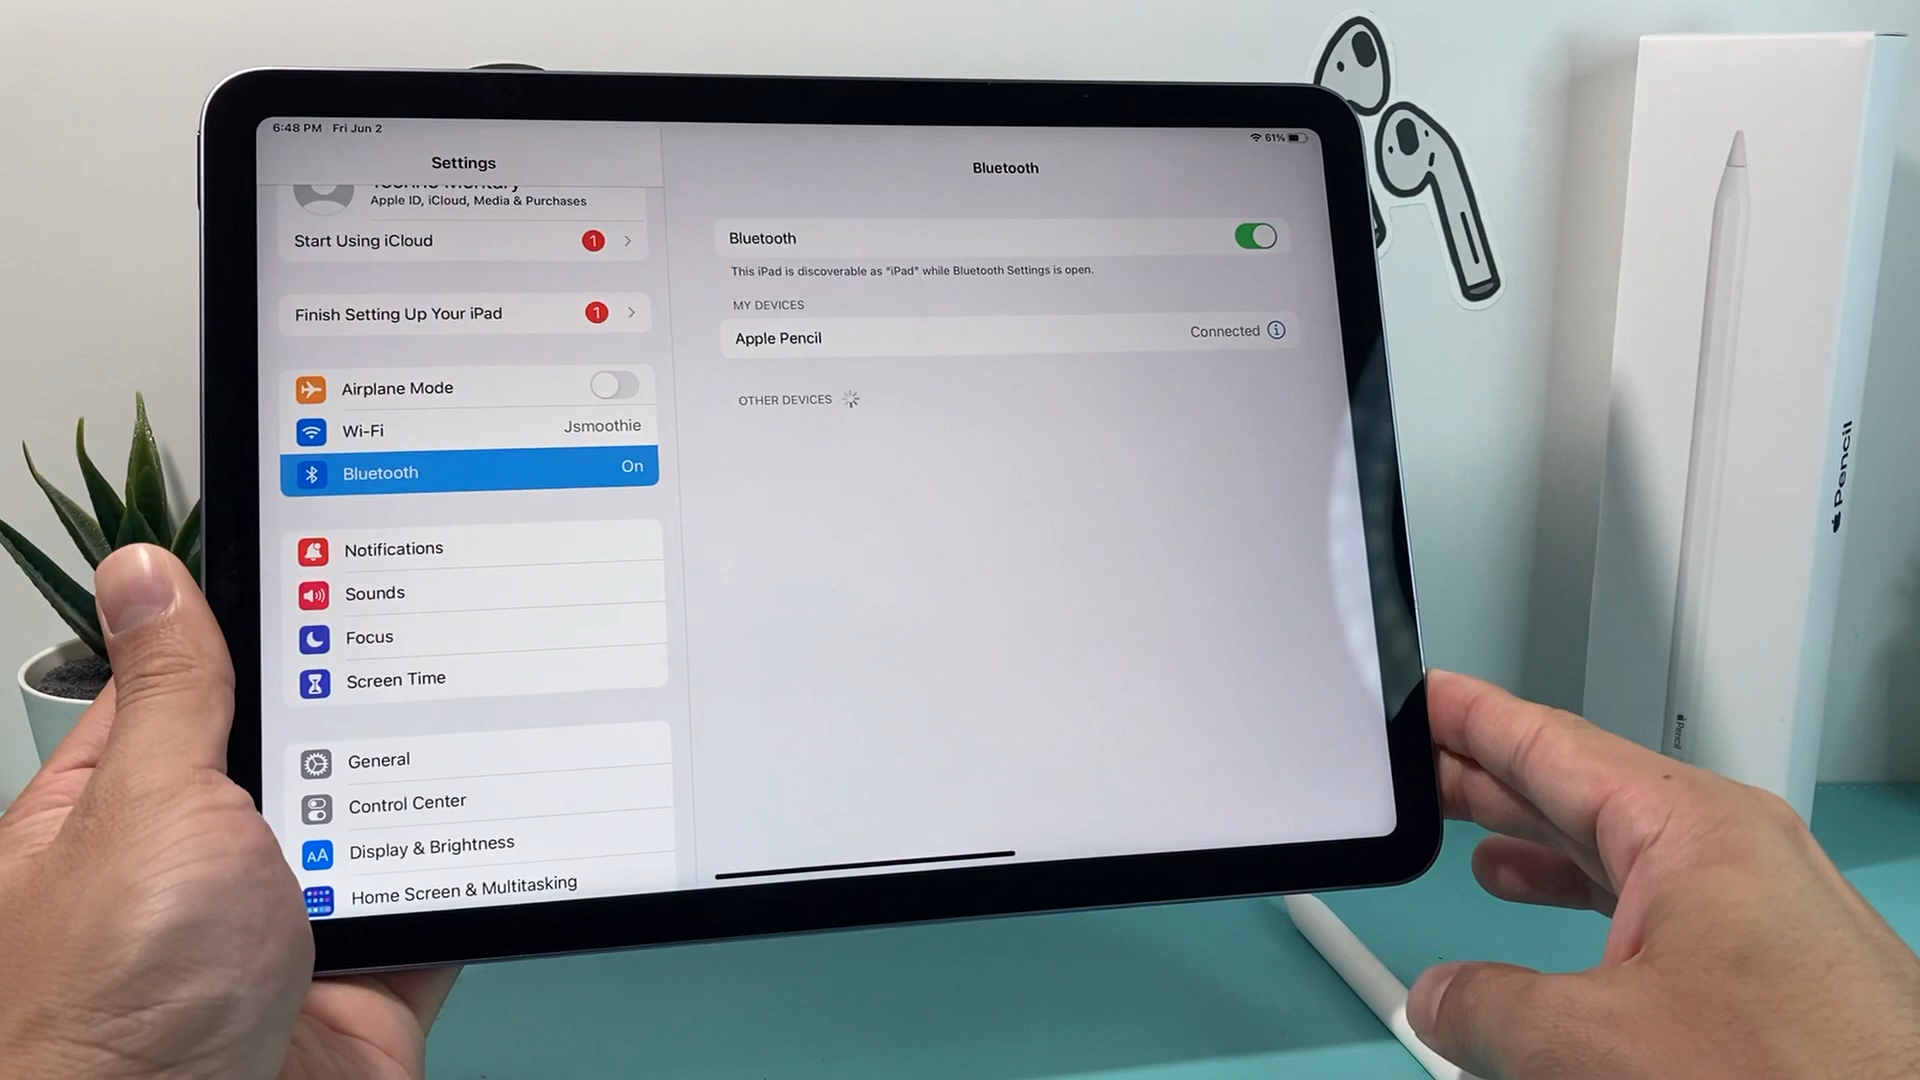 6:48 PM Fri Jun 2
61%
Settings
Apple ID, iCloud, Media & Purchases
Start Using iCloud 1
Finish Setting Up Your iPad 1
Airplane Mode
Wi-Fi Jsmoothie
Bluetooth On
Notifications
Sounds
Focus
Screen Time
General
Control Center
AA Display & Brightness
Home Screen & Multitasking
Bluetooth
Bluetooth
This iPad is discoverable as “iPad” while Bluetooth Settings is open.
MY DEVICES
Apple Pencil Connected
OTHER DEVICES
Pencil
Pencil